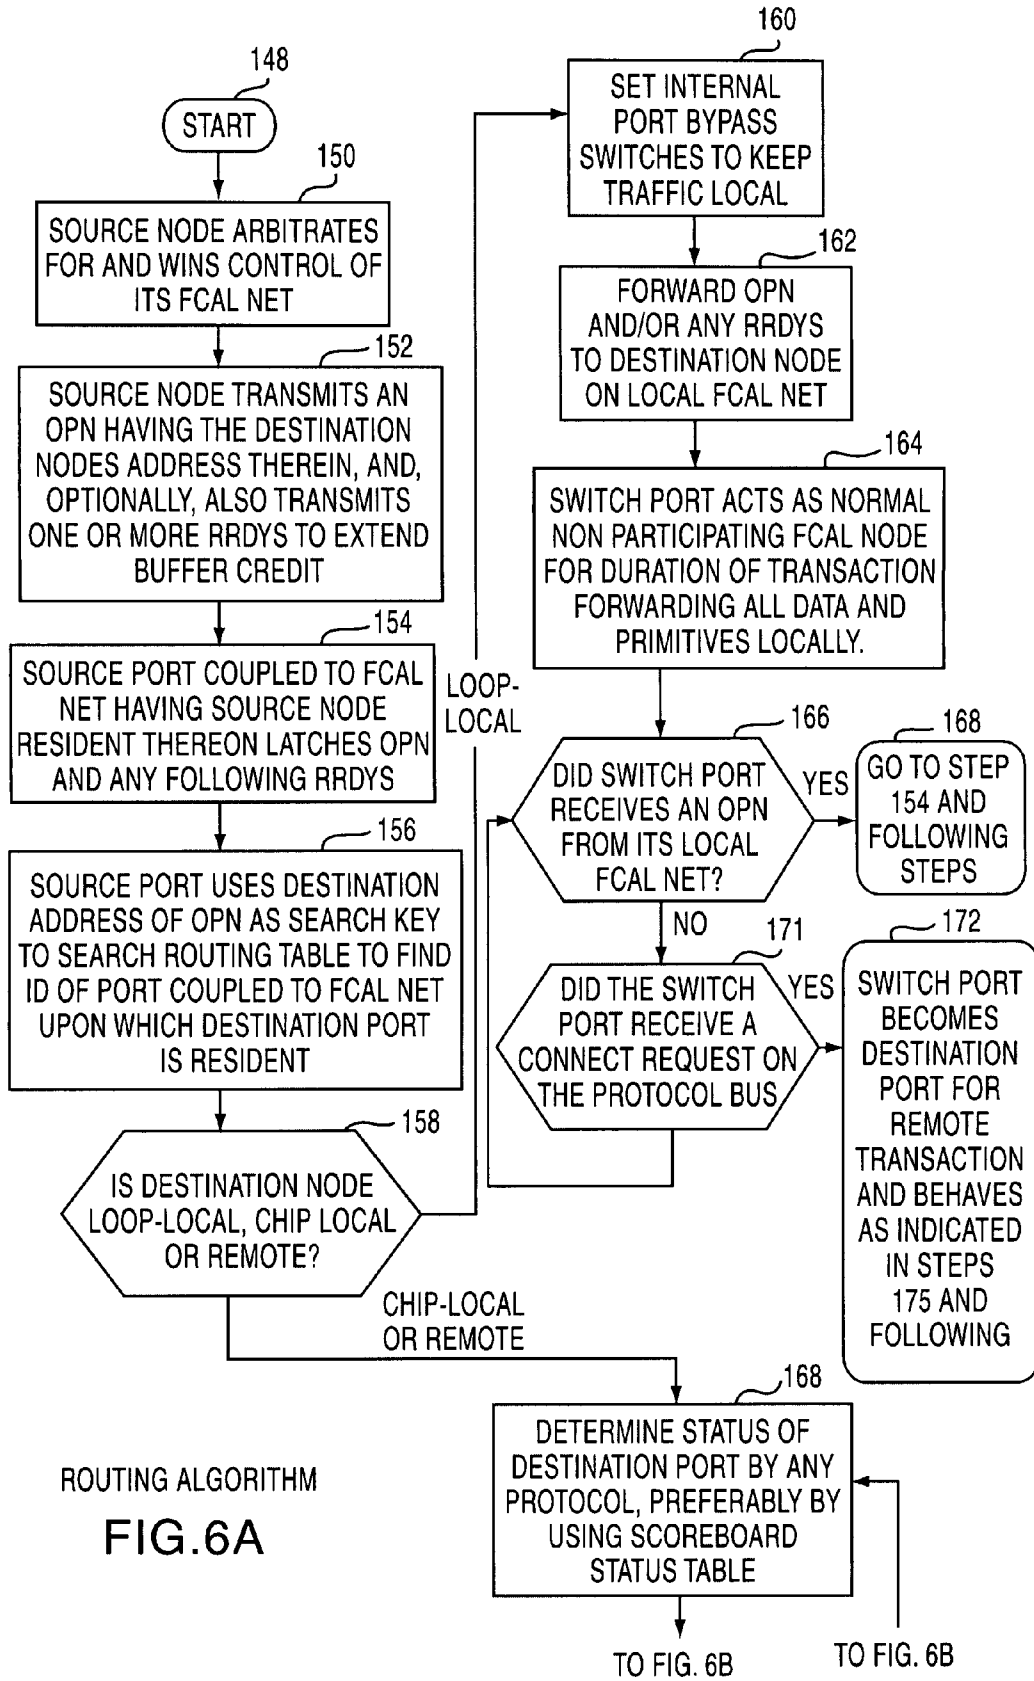 148
START
150
SOURCE NODE ARBITRATES
FOR AND WINS CONTROL OF
ITS FCAL NET
152
SOURCE NODE TRANSMITS AN
OPN HAVING THE DESTINATION
NODES ADDRESS THEREIN, AND,
OPTIONALLY, ALSO TRANSMITS
ONE OR MORE RRDYS TO EXTEND
BUFFER CREDIT
154
SOURCE PORT COUPLED TO FCAL
NET HAVING SOURCE NODE
RESIDENT THEREON LATCHES OPN
AND ANY FOLLOWING RRDYS
156
SOURCE PORT USES DESTINATION
ADDRESS OF OPN AS SEARCH KEY
TO SEARCH ROUTING TABLE TO FIND
ID OF PORT COUPLED TO FCAL NET
UPON WHICH DESTINATION PORT
IS RESIDENT
158
IS DESTINATION NODE
LOOP-LOCAL, CHIP LOCAL
OR REMOTE?
LOOP-
LOCAL
CHIP-LOCAL
OR REMOTE
160
SET INTERNAL
PORT BYPASS
SWITCHES TO KEEP
TRAFFIC LOCAL
162
FORWARD OPN
AND/OR ANY RRDYS
TO DESTINATION NODE
ON LOCAL FCAL NET
164
SWITCH PORT ACTS AS NORMAL
NON PARTICIPATING FCAL NODE
FOR DURATION OF TRANSACTION
FORWARDING ALL DATA AND
PRIMITIVES LOCALLY.
166
DID SWITCH PORT
RECEIVES AN OPN
FROM ITS LOCAL
FCAL NET?
YES
168
GO TO STEP
154 AND
FOLLOWING
STEPS
NO
171
DID THE SWITCH
PORT RECEIVE A
CONNECT REQUEST ON
THE PROTOCOL BUS
YES
172
SWITCH PORT
BECOMES
DESTINATION
PORT FOR
REMOTE
TRANSACTION
AND BEHAVES
AS INDICATED
IN STEPS
175 AND
FOLLOWING
168
DETERMINE STATUS OF
DESTINATION PORT BY ANY
PROTOCOL, PREFERABLY BY
USING SCOREBOARD
STATUS TABLE
TO FIG. 6B
TO FIG. 6B
ROUTING ALGORITHM
FIG.6A